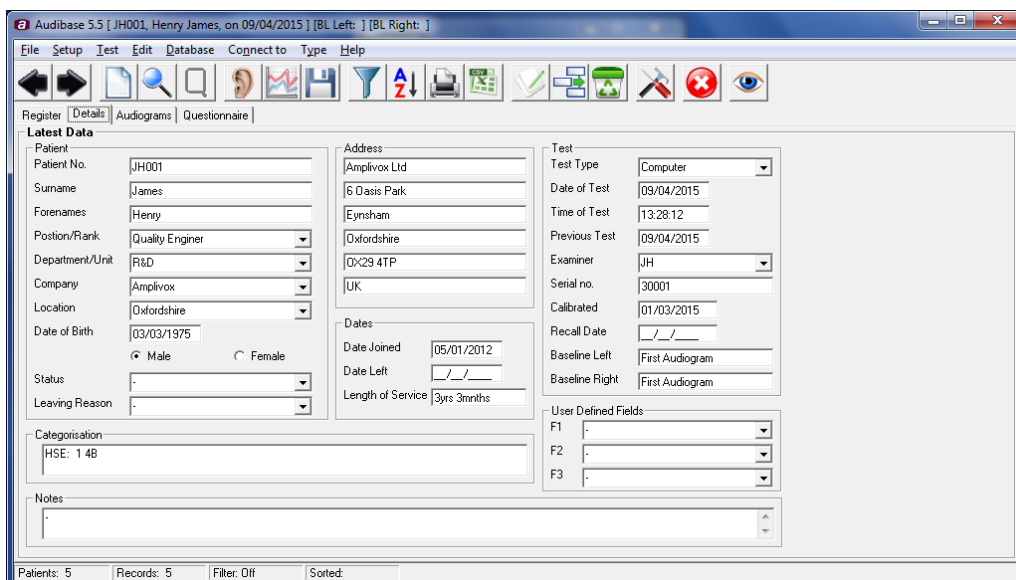 Audibase 5.5 [ JH001, Henry James, on 09/04/2015 ] [BL Left: ] [BL Right: ]
File Setup Test Edit Database Connect to Type Help
A
Z
CSV
Register Details Audiograms Questionnaire
Latest Data
Patient
Patient No. JH001
Surname James
Forenames Henry
Postion/Rank Quality Enginer
Department/Unit R&D
Company Amplivox
Location Oxfordshire
Date of Birth 03/03/1975
Male Female
Status -
Leaving Reason -
Address
Amplivox Ltd
6 Oasis Park
Eynsham
Oxfordshire
OX29 4TP
UK
Dates
Date Joined 05/01/2012
Date Left __/__/____
Length of Service 3yrs 3mnths
Test
Test Type Computer
Date of Test 09/04/2015
Time of Test 13:28:12
Previous Test 09/04/2015
Examiner JH
Serial no. 30001
Calibrated 01/03/2015
Recall Date __/__/____
Baseline Left First Audiogram
Baseline Right First Audiogram
User Defined Fields
F1 -
F2 -
F3 -
Categorisation
HSE: 1 4B
Notes
-
Patients: 5 Records: 5 Filter: Off Sorted: